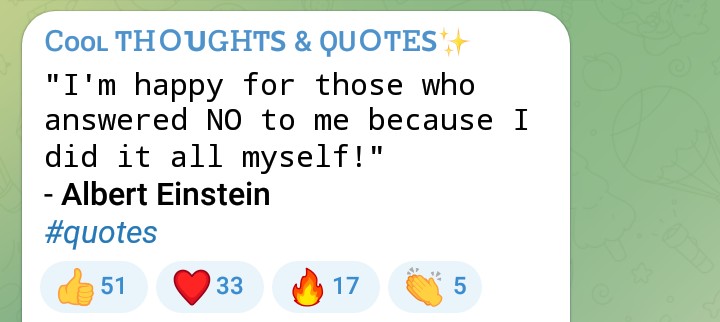 Cool THOUGHTS & QUOTES✨
"I'm happy for those who
answered NO to me because I
did it all myself!"
- Albert Einstein
#quotes
👍 51 ❤️ 33 🔥 17 👏 5